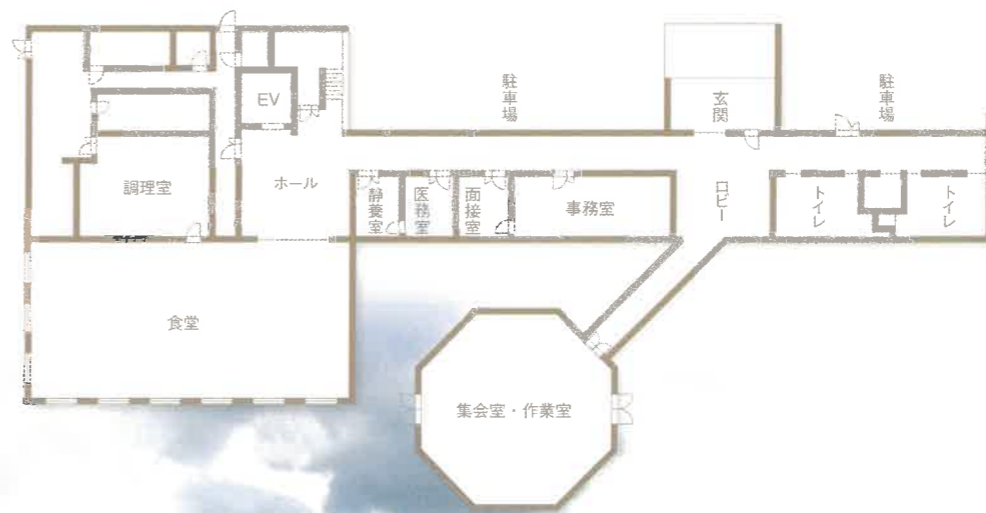 EV
駐車場
玄関
駐車場
調理室
ホール
静養室
医務室
面接室
事務室
ロビー
トイレ
トイレ
食堂
集会室・作業室